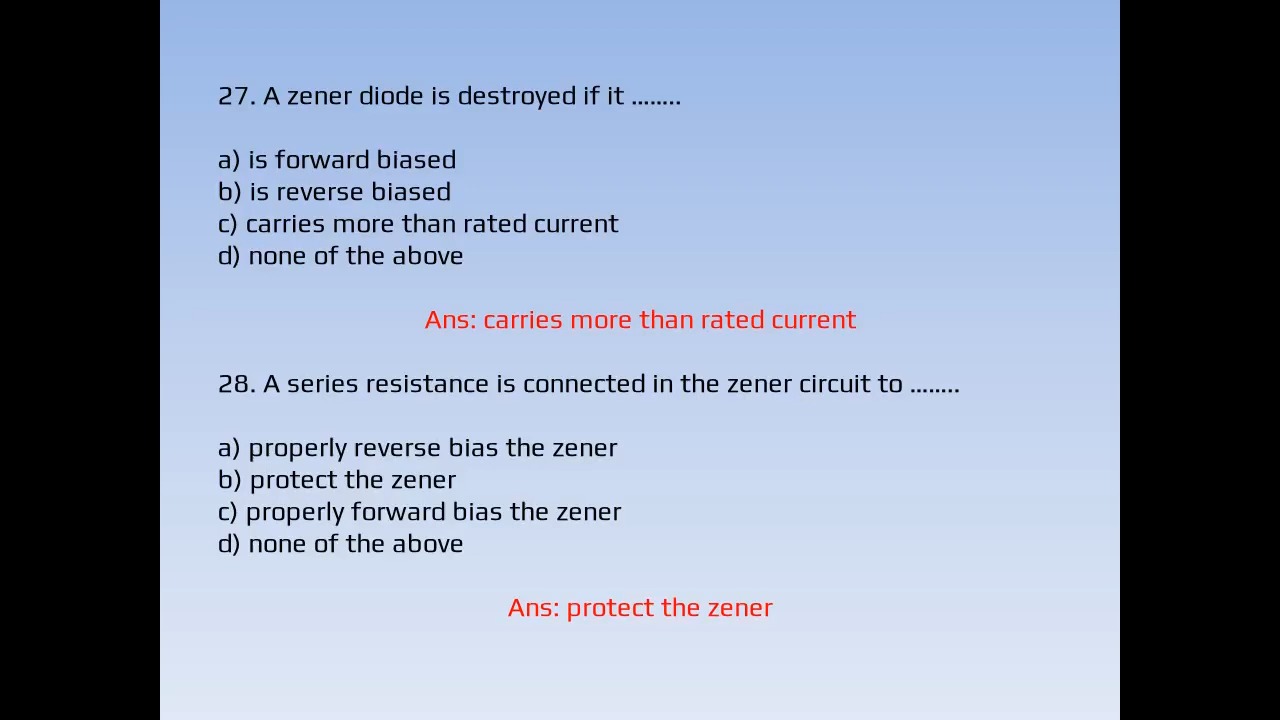 27. A zener diode is destroyed if it ........
a) is forward biased
b) is reverse biased
c) carries more than rated current
d) none of the above
Ans: carries more than rated current
28. A series resistance is connected in the zener circuit to ........
a) properly reverse bias the zener
b) protect the zener
c) properly forward bias the zener
d) none of the above
Ans: protect the zener